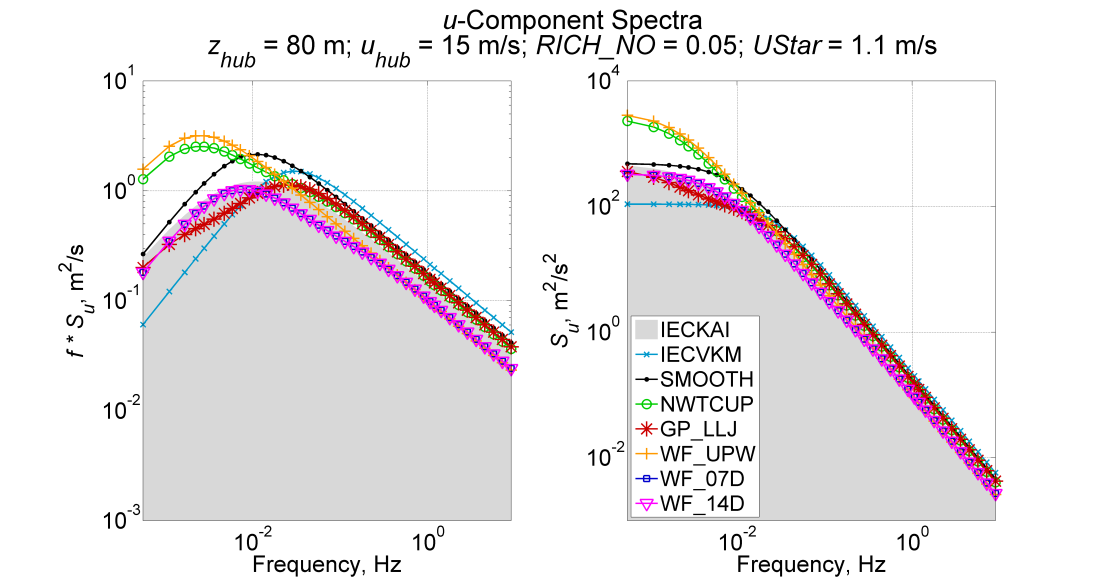 u-Component Spectra
z_hub = 80 m; u_hub = 15 m/s; RICH_NO = 0.05; UStar = 1.1 m/s
10^1
10^0
10^-1
10^-2
10^-3
f * S_u, m^2/s
10^-2
10^0
Frequency, Hz
10^4
10^2
10^0
10^-2
S_u, m^2/s^2
IECKAI
IECVKM
SMOOTH
NWTCUP
GP_LLJ
WF_UPW
WF_07D
WF_14D
10^-2
10^0
Frequency, Hz